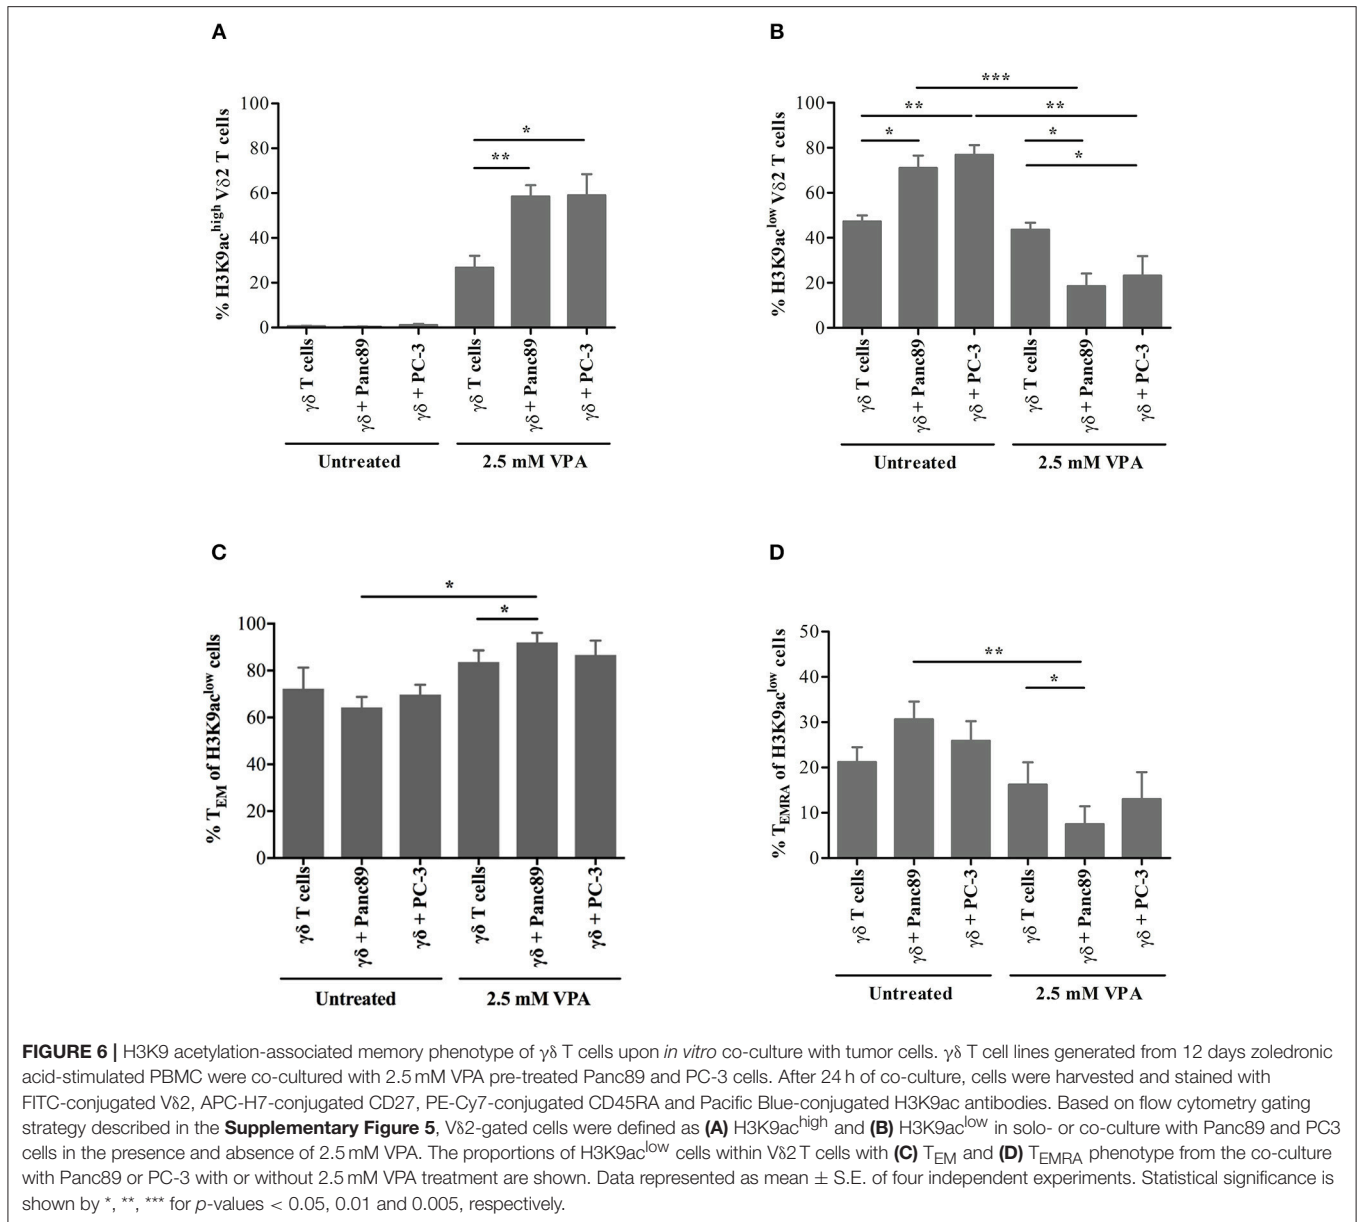 A
% H3K9ac^high Vδ2 T cells
100
80
60
40
20
0
*
**
γδ T cells
γδ + Panc89
γδ + PC-3
γδ T cells
γδ + Panc89
γδ + PC-3
Untreated
2.5 mM VPA
B
% H3K9ac^low Vδ2 T cells
100
80
60
40
20
0
***
**
**
*
*
*
γδ T cells
γδ + Panc89
γδ + PC-3
γδ T cells
γδ + Panc89
γδ + PC-3
Untreated
2.5 mM VPA
C
% T_EM of H3K9ac^low cells
100
80
60
40
20
0
*
*
γδ T cells
γδ + Panc89
γδ + PC-3
γδ T cells
γδ + Panc89
γδ + PC-3
Untreated
2.5 mM VPA
D
% T_EMRA of H3K9ac^low cells
50
40
30
20
10
0
**
*
γδ T cells
γδ + Panc89
γδ + PC-3
γδ T cells
γδ + Panc89
γδ + PC-3
Untreated
2.5 mM VPA
FIGURE 6 | H3K9 acetylation-associated memory phenotype of γδ T cells upon in vitro co-culture with tumor cells. γδ T cell lines generated from 12 days zoledronic
acid-stimulated PBMC were co-cultured with 2.5 mM VPA pre-treated Panc89 and PC-3 cells. After 24 h of co-culture, cells were harvested and stained with
FITC-conjugated Vδ2, APC-H7-conjugated CD27, PE-Cy7-conjugated CD45RA and Pacific Blue-conjugated H3K9ac antibodies. Based on flow cytometry gating
strategy described in the Supplementary Figure 5, Vδ2-gated cells were defined as (A) H3K9ac^high and (B) H3K9ac^low in solo- or co-culture with Panc89 and PC3
cells in the presence and absence of 2.5 mM VPA. The proportions of H3K9ac^low cells within Vδ2 T cells with (C) T_EM and (D) T_EMRA phenotype from the co-culture
with Panc89 or PC-3 with or without 2.5 mM VPA treatment are shown. Data represented as mean ± S.E. of four independent experiments. Statistical significance is
shown by *, **, *** for p-values < 0.05, 0.01 and 0.005, respectively.